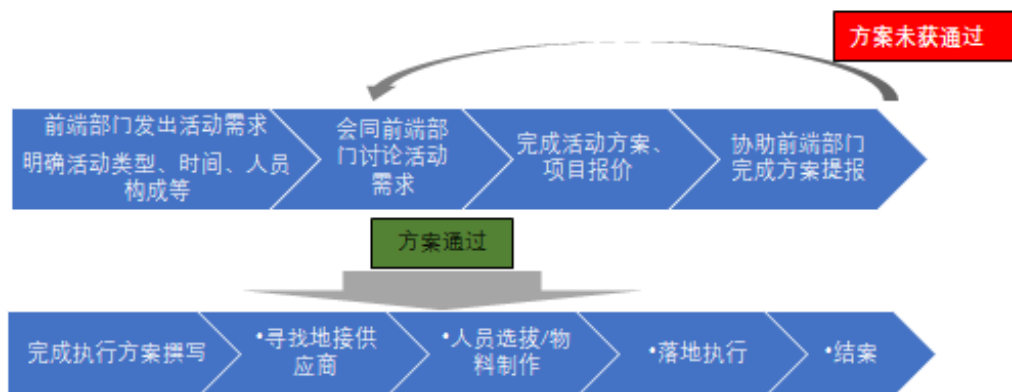 方案未获通过
前端部门发出活动需求
明确活动类型、时间、人员
构成等
会同前端部
门讨论活动
需求
完成活动方案、
项目报价
协助前端部门
完成方案提报
方案通过
完成执行方案撰写
•寻找地接供
应商
•人员选拔/物
料制作
•落地执行
•结案